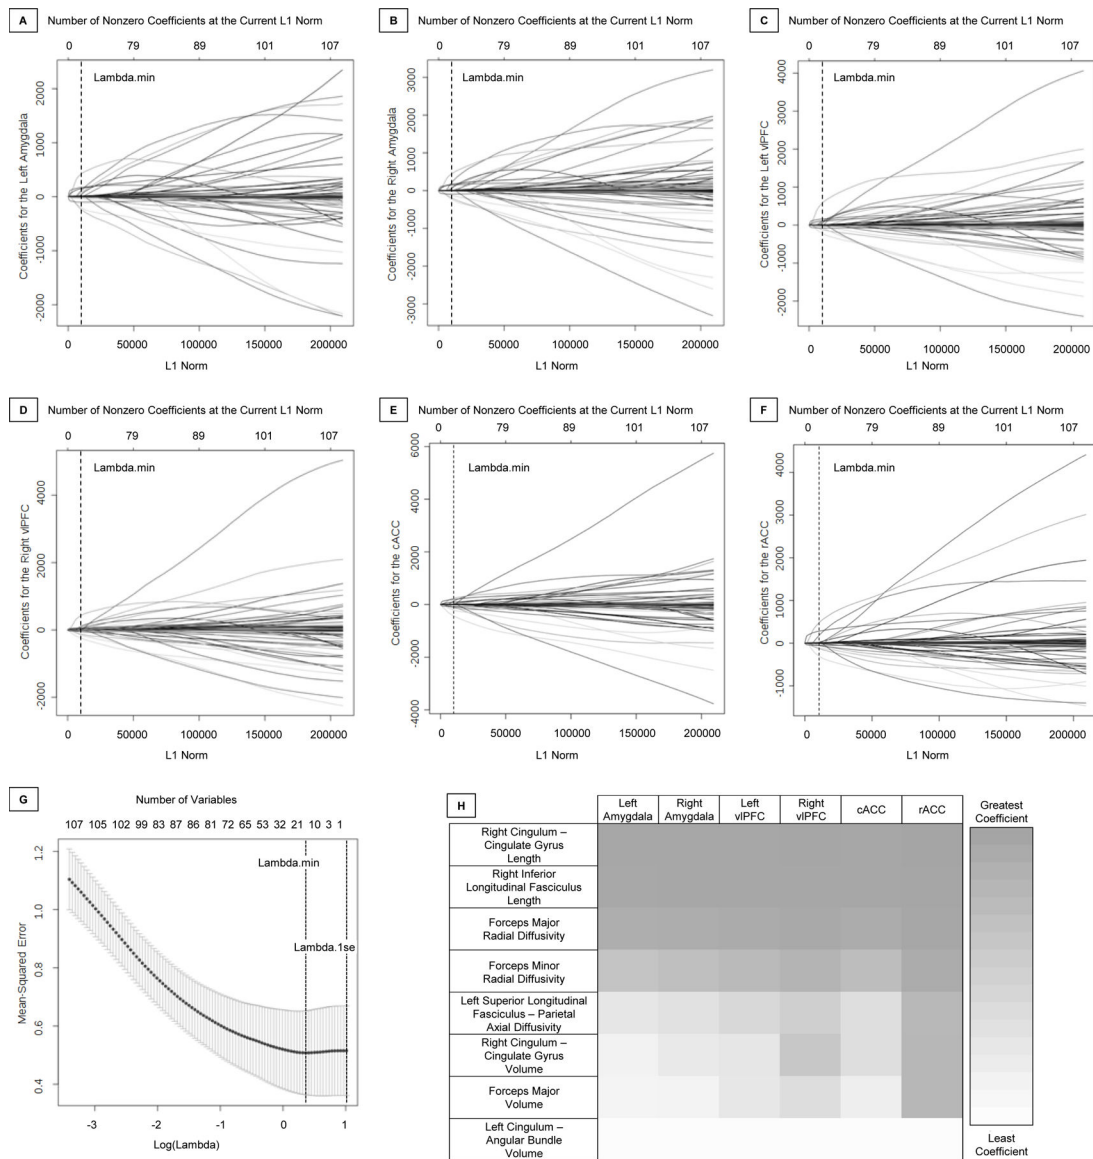 A
Number of Nonzero Coefficients at the Current L1 Norm
0 79 89 101 107
Lambda.min
Coefficients for the Left Amygdala
2000
1000
0
-1000
-2000
0 50000 100000 150000 200000
L1 Norm
B
Number of Nonzero Coefficients at the Current L1 Norm
0 79 89 101 107
Lambda.min
Coefficients for the Right Amygdala
3000
2000
1000
0
-1000
-2000
-3000
0 50000 100000 150000 200000
L1 Norm
C
Number of Nonzero Coefficients at the Current L1 Norm
0 79 89 101 107
Lambda.min
Coefficients for the Left vlPFC
4000
3000
2000
1000
0
-1000
-2000
0 50000 100000 150000 200000
L1 Norm
D
Number of Nonzero Coefficients at the Current L1 Norm
0 79 89 101 107
Lambda.min
Coefficients for the Right vlPFC
4000
2000
0
-2000
0 50000 100000 150000 200000
L1 Norm
E
Number of Nonzero Coefficients at the Current L1 Norm
0 79 89 101 107
Lambda.min
Coefficients for the cACC
6000
4000
2000
0
-2000
-4000
0 50000 100000 150000 200000
L1 Norm
F
Number of Nonzero Coefficients at the Current L1 Norm
0 79 89 101 107
Lambda.min
Coefficients for the rACC
4000
3000
2000
1000
0
-1000
0 50000 100000 150000 200000
L1 Norm
G
Number of Variables
107 105 102 99 83 87 86 81 72 65 53 32 21 10 3 1
Lambda.min
Lambda.1se
Mean-Squared Error
1.2
1.0
0.8
0.6
0.4
-3 -2 -1 0 1
Log(Lambda)
H
Left
Amygdala
Right
Amygdala
Left
vlPFC
Right
vlPFC
cACC
rACC
Greatest
Coefficient
Right Cingulum –
Cingulate Gyrus
Length
Right Inferior
Longitudinal Fasciculus
Length
Forceps Major
Radial Diffusivity
Forceps Minor
Radial Diffusivity
Left Superior Longitudinal
Fasciculus – Parietal
Axial Diffusivity
Right Cingulum –
Cingulate Gyrus
Volume
Forceps Major
Volume
Left Cingulum –
Angular Bundle
Volume
Least
Coefficient